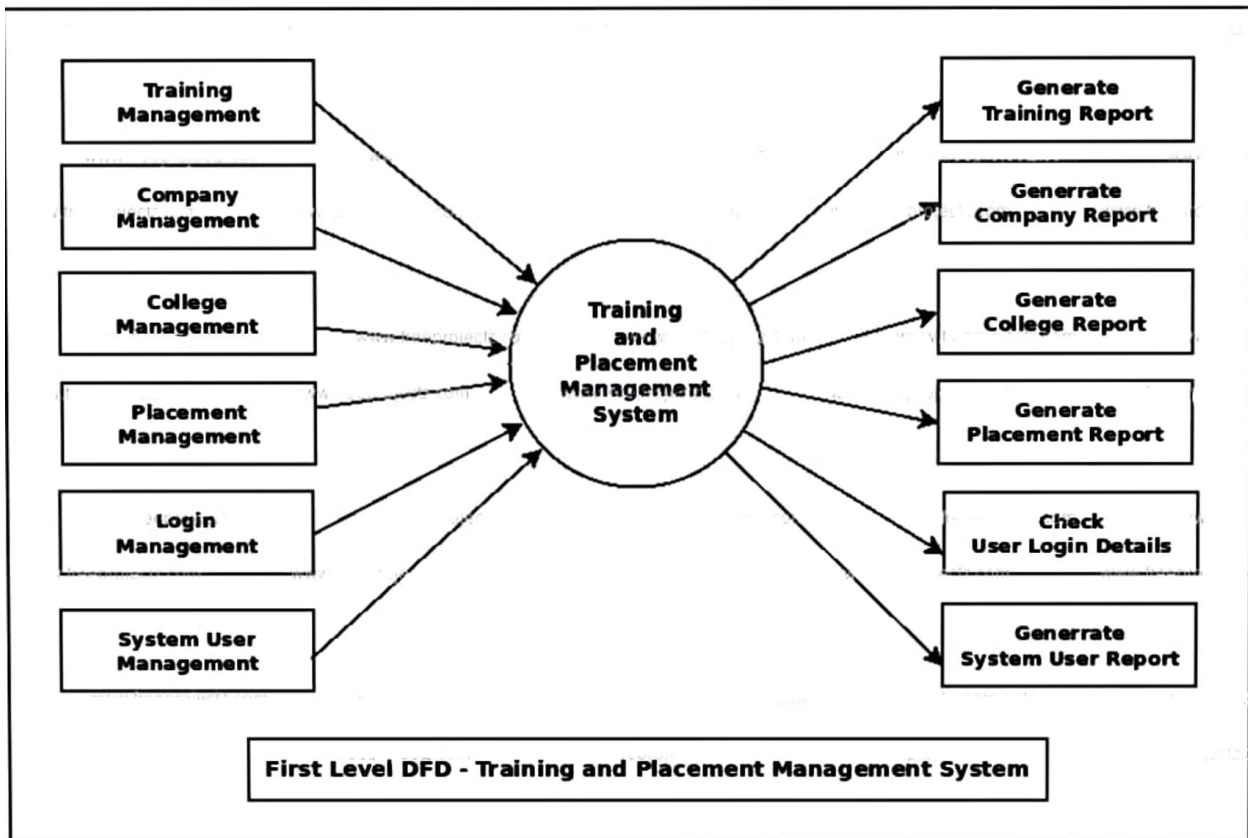 Training
Management
Company
Management
College
Management
Placement
Management
Login
Management
System User
Management
Training
and
Placement
Management
System
Generate
Training Report
Generrate
Company Report
Generate
College Report
Generate
Placement Report
Check
User Login Details
Generrate
System User Report
First Level DFD - Training and Placement Management System